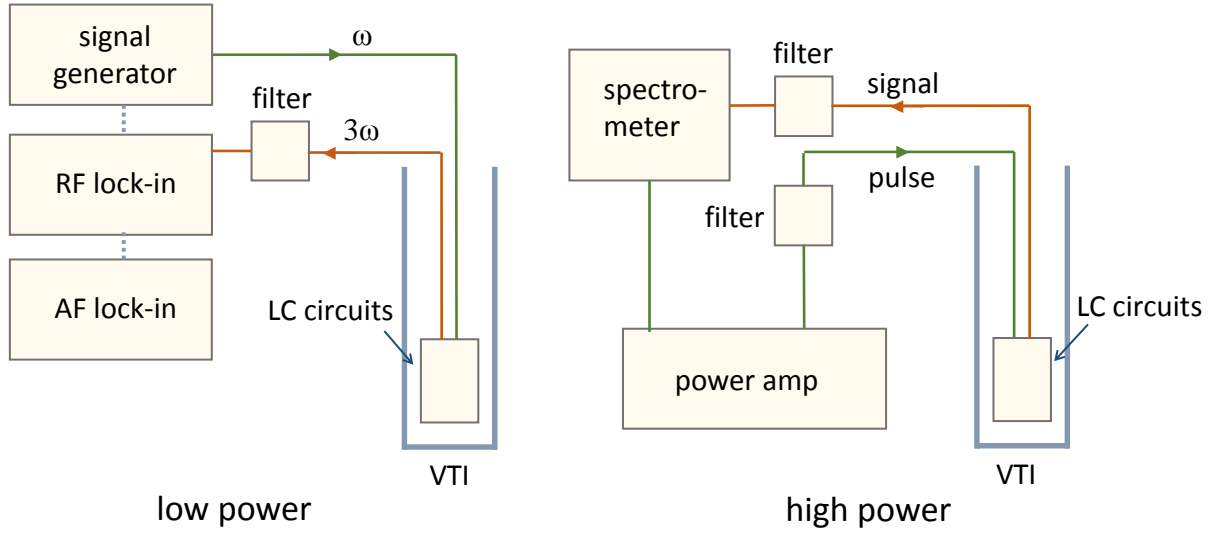 signal
generator
ω
filter
3ω
RF lock-in
AF lock-in
LC circuits
VTI
low power
filter
spectro-
meter
signal
pulse
filter
LC circuits
power amp
VTI
high power